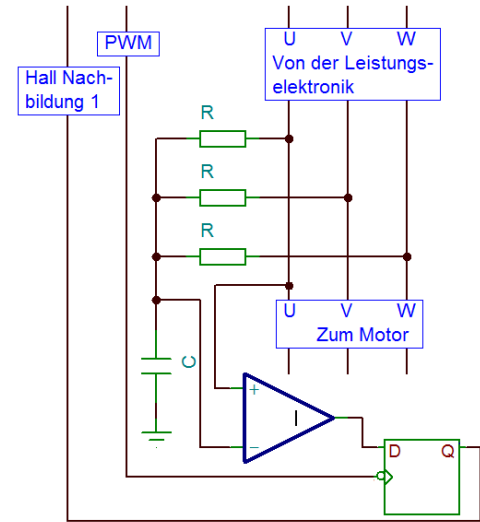 PWM
U V W
Von der Leistungs-
elektronik
Hall Nach-
bildung 1
R
R
R
U V W
Zum Motor
C
+
-
I
D Q